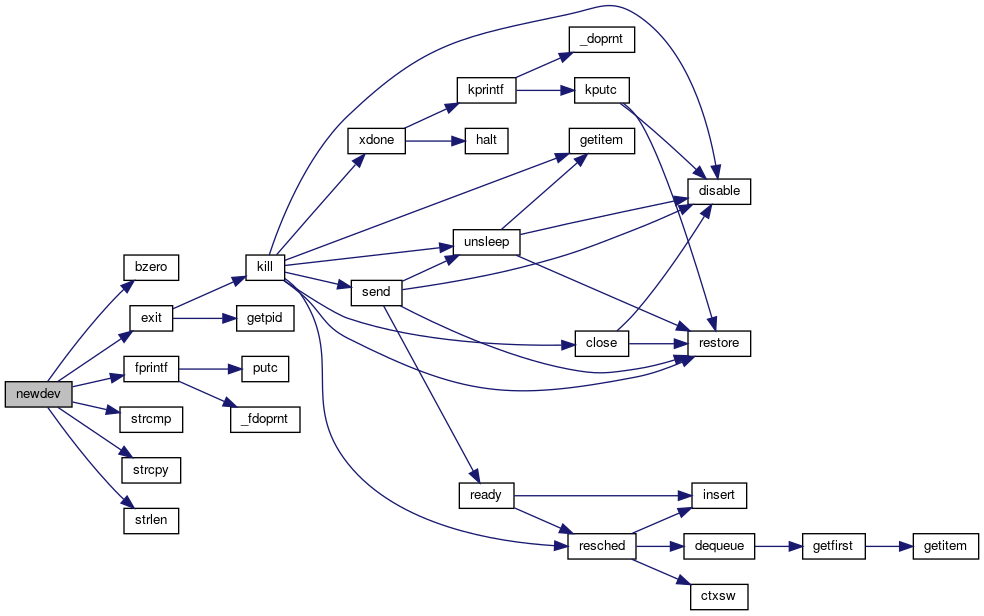 _doprnt
kprintf
kputc
xdone
halt
getitem
disable
unsleep
bzero
kill
send
exit
getpid
close
restore
fprintf
putc
newdev
strcmp
_fdoprnt
strcpy
ready
insert
strlen
resched
dequeue
getfirst
getitem
ctxsw